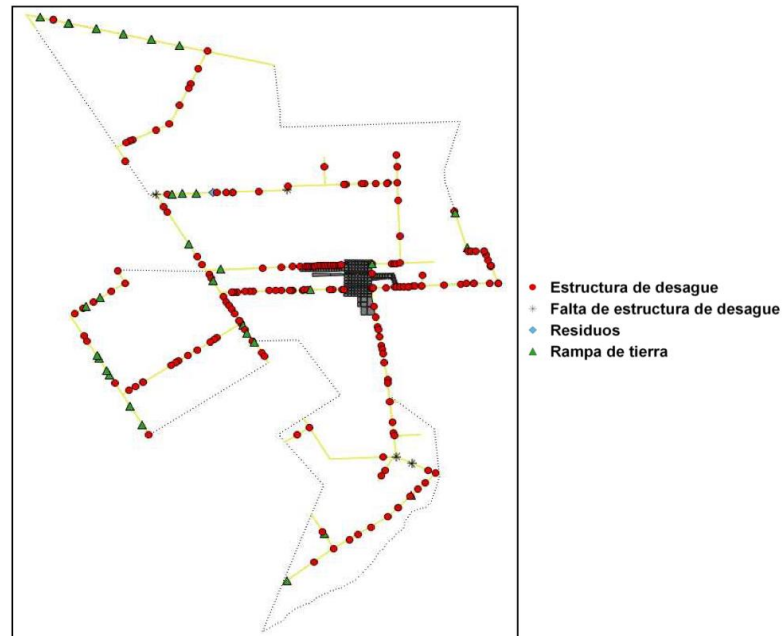 Estructura de desague
Falta de estructura de desague
Residuos
Rampa de tierra